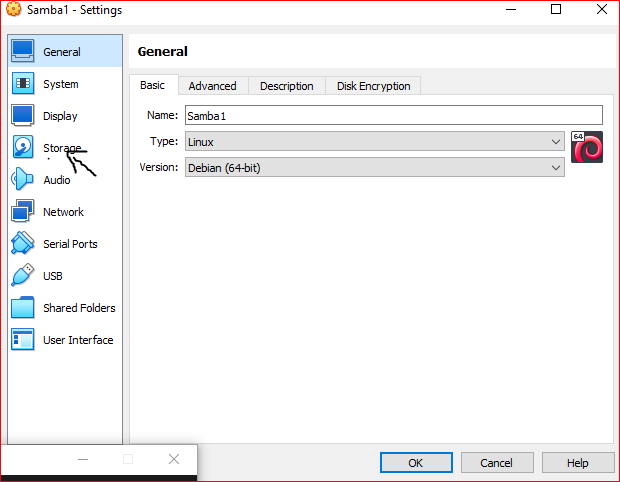 Samba1 - Settings
General
System
Display
Storage
Audio
Network
Serial Ports
USB
Shared Folders
User Interface
General
Basic Advanced Description Disk Encryption
Name: Samba1
Type: Linux
64
Version: Debian (64-bit)
OK Cancel Help